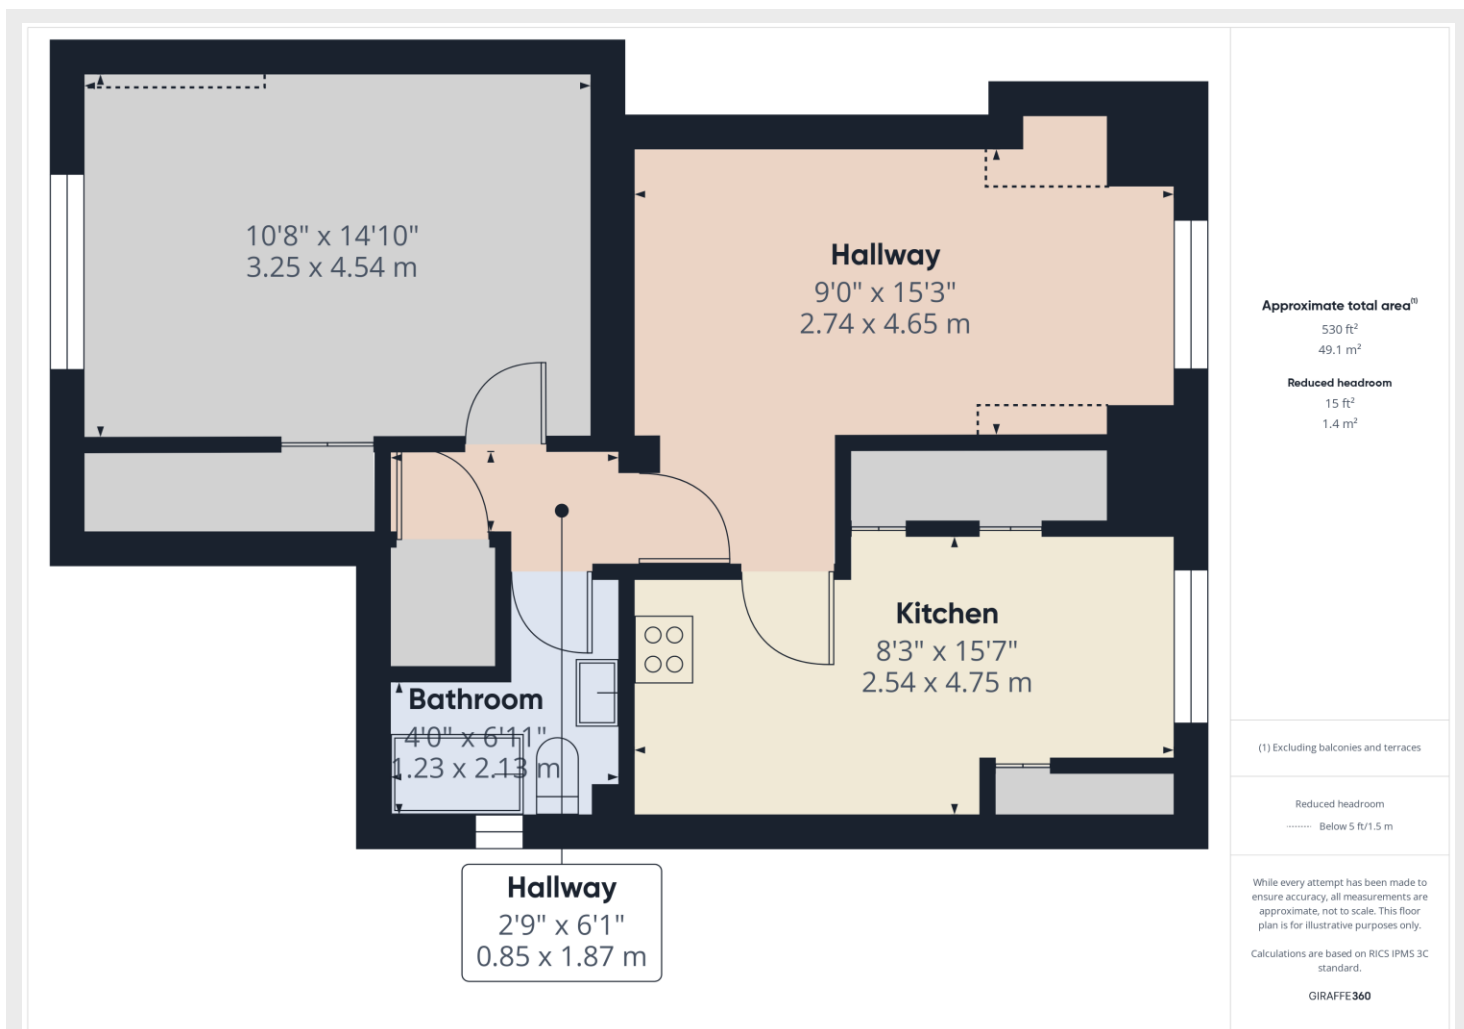 10'8" x 14'10"
3.25 x 4.54 m
Hallway
9'0" x 15'3"
2.74 x 4.65 m
Kitchen
8'3" x 15'7"
2.54 x 4.75 m
Bathroom
4'0" x 6'11"
1.23 x 2.13 m
Hallway
2'9" x 6'1"
0.85 x 1.87 m
Approximate total area(1)
530 ft²
49.1 m²
Reduced headroom
15 ft²
1.4 m²
(1) Excluding balconies and terraces
Reduced headroom
Below 5 ft/1.5 m
While every attempt has been made to
ensure accuracy, all measurements are
approximate, not to scale. This floor
plan is for illustrative purposes only.
Calculations are based on RICS IPMS 3C
standard.
GIRAFFE360